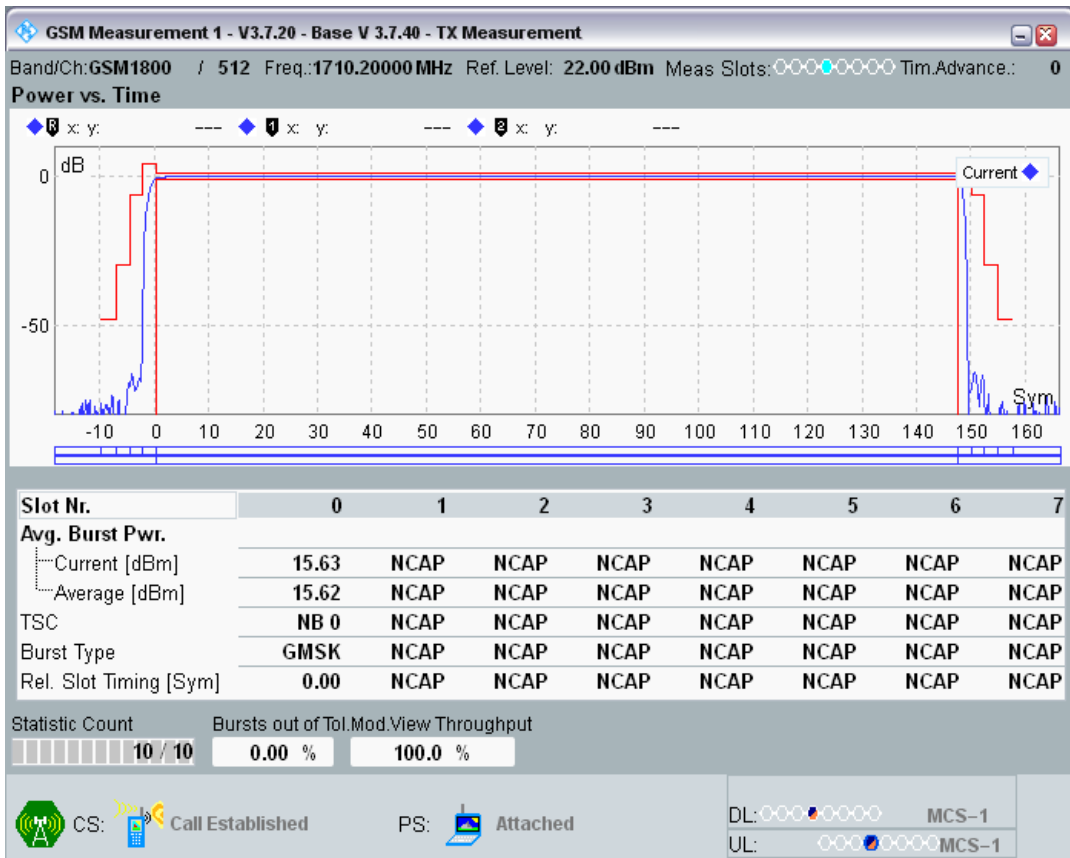 GSM Measurement 1 - V3.7.20 - Base V 3.7.40 - TX Measurement
Band/Ch:GSM1800 / 512 Freq.:1710.20000 MHz Ref. Level: 22.00 dBm Meas Slots: Tim.Advance.: 0
Power vs. Time
R x: y: --- 1 x: y: --- 2 x: y: ---
dB
Current
0
-50
Sym
-10 0 10 20 30 40 50 60 70 80 90 100 110 120 130 140 150 160
Slot Nr. 0 1 2 3 4 5 6 7
Avg. Burst Pwr.
Current [dBm] 15.63 NCAP NCAP NCAP NCAP NCAP NCAP NCAP
Average [dBm] 15.62 NCAP NCAP NCAP NCAP NCAP NCAP NCAP
TSC NB 0 NCAP NCAP NCAP NCAP NCAP NCAP NCAP
Burst Type GMSK NCAP NCAP NCAP NCAP NCAP NCAP NCAP
Rel. Slot Timing [Sym] 0.00 NCAP NCAP NCAP NCAP NCAP NCAP NCAP
Statistic Count Bursts out of Tol. Mod.View Throughput
10 / 10 0.00 % 100.0 %
CS: Call Established PS: Attached
DL: MCS-1
UL: MCS-1